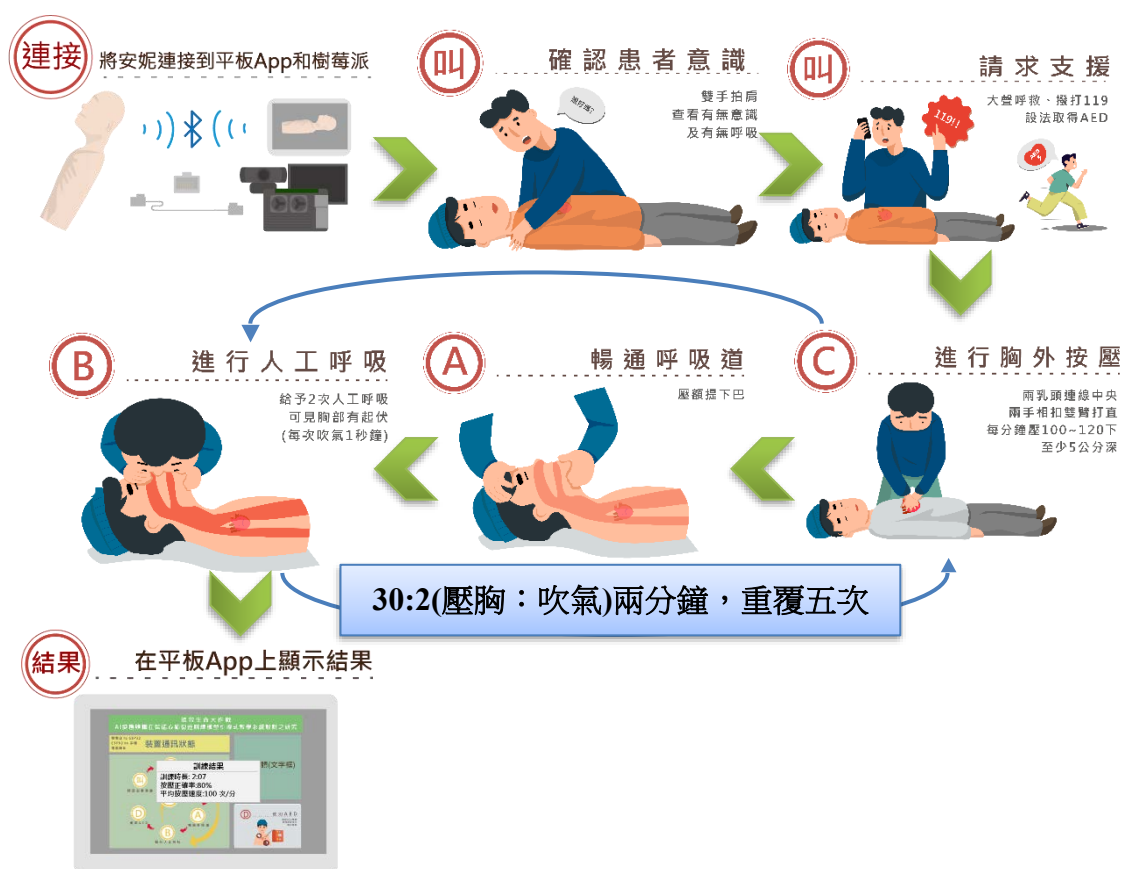 連接
將安妮連接到平板App和樹莓派
叫
確認患者意識
雙手拍肩
查看有無意識
及有無呼吸
叫
請求支援
大聲呼救、撥打119
設法取得AED
119!!
B
進行人工呼吸
給予2次人工呼吸
可見胸部有起伏
(每次吹氣1秒鐘)
A
暢通呼吸道
壓額提下巴
C
進行胸外按壓
兩乳頭連線中央
兩手相扣雙臂打直
每分鐘壓100~120下
至少5公分深
30:2(壓胸：吹氣)兩分鐘，重覆五次
結果
在平板App上顯示結果
裝置通訊狀態
(文字檔)
訓練結果
訓練時長: 2:07
按壓正確率:80%
平均按壓速度:100 次/分
D
A
B
D